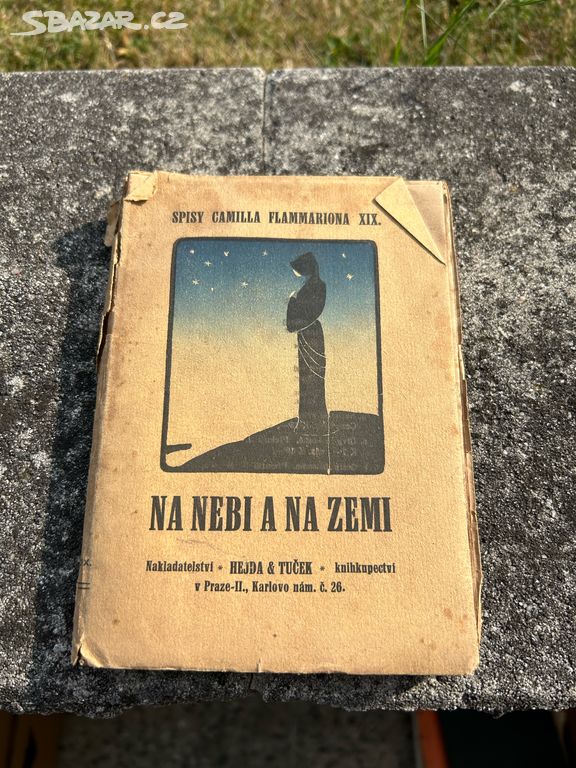 SBAZAR.CZ
SPISY CAMILLA FLAMMARIONA XIX.
NA NEBI A NA ZEMI
Nakladatelství * HEJDA & TUČEK * knihkupectví
v Praze-II., Karlovo nám. č. 26.